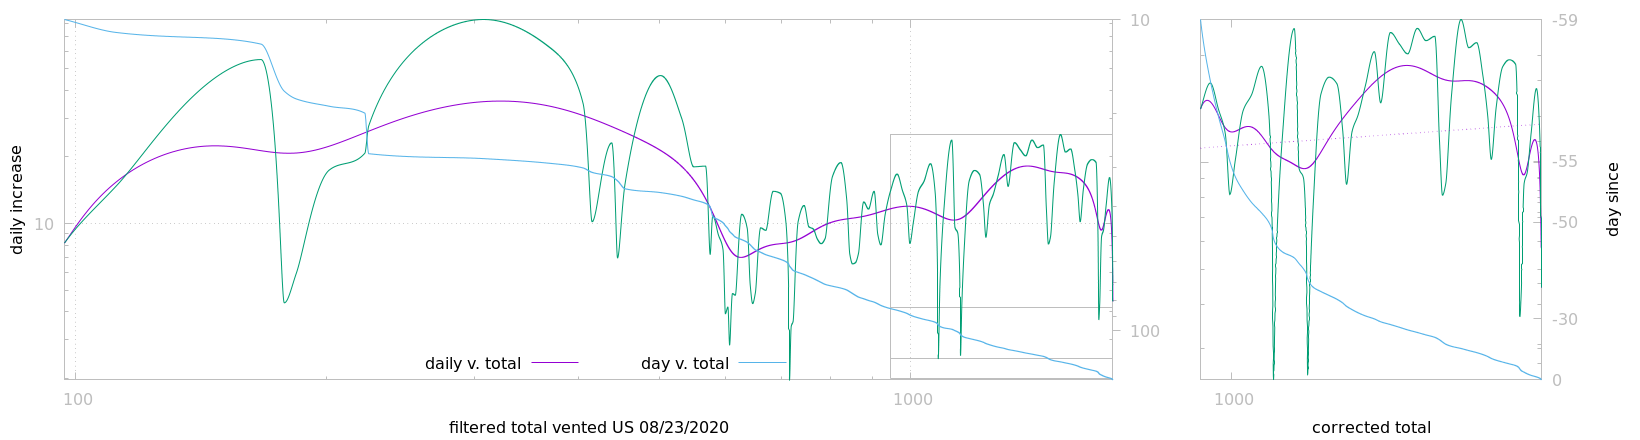 10
-59
daily increase
10
daily v. total
day v. total
100
-55
-50
-30
0
day since
100
1000
1000
filtered total vented US 08/23/2020
corrected total